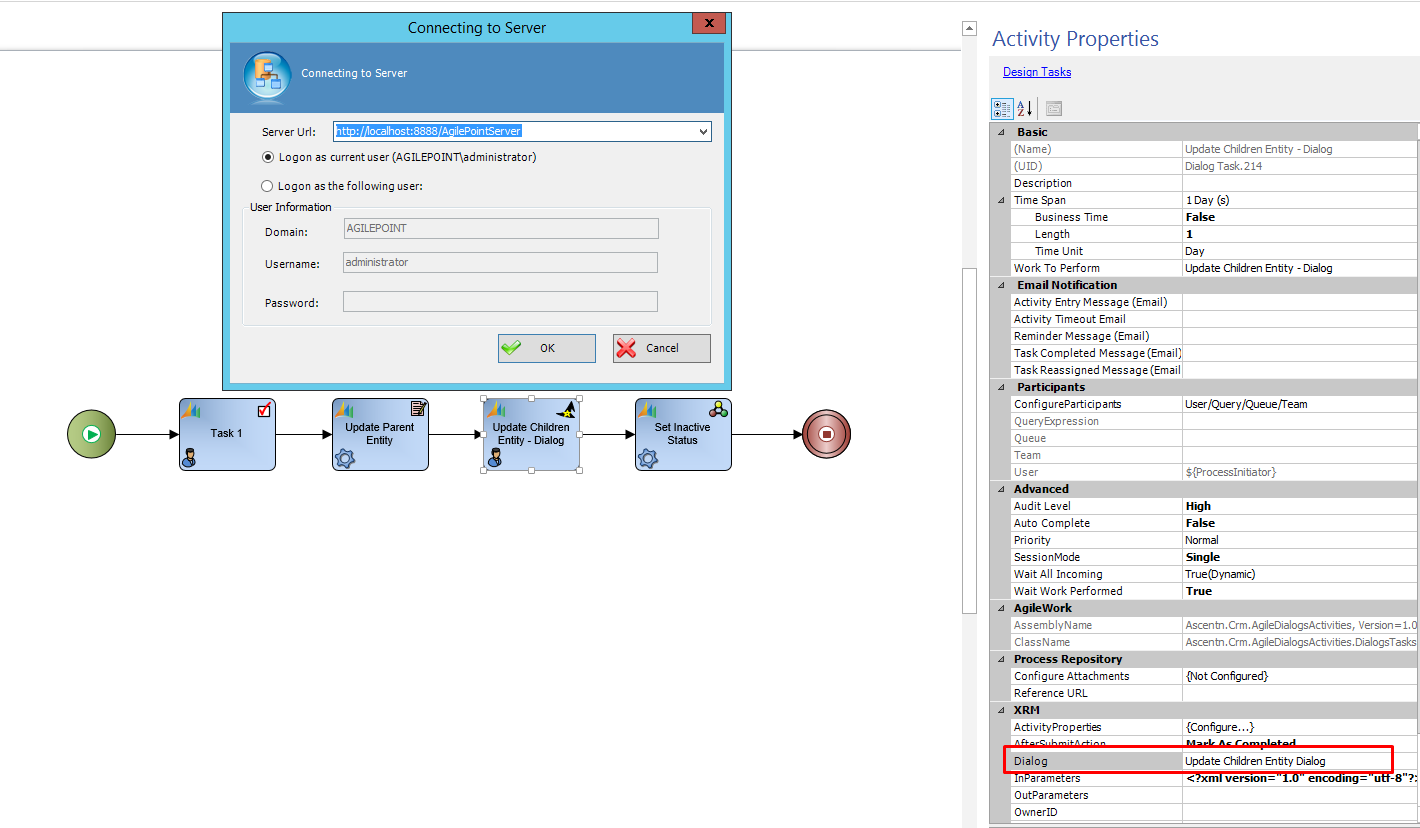 Connecting to Server
x
Connecting to Server
Server Url: http://localhost:8888/AgilePointServer
Logon as current user (AGILEPOINT\administrator)
Logon as the following user:
User Information
Domain: AGILEPOINT
Username: administrator
Password:
OK Cancel
Task 1
Update Parent
Entity
Update Children
Entity - Dialog
Set Inactive
Status
Activity Properties
Design Tasks
A
Z
Basic
(Name) Update Children Entity - Dialog
(UID) Dialog Task.214
Description
Time Span 1 Day (s)
Business Time False
Length 1
Time Unit Day
Work To Perform Update Children Entity - Dialog
Email Notification
Activity Entry Message (Email)
Activity Timeout Email
Reminder Message (Email)
Task Completed Message (Email)
Task Reassigned Message (Email
Participants
ConfigureParticipants User/Query/Queue/Team
QueryExpression
Queue
Team
User ${ProcessInitiator}
Advanced
Audit Level High
Auto Complete False
Priority Normal
SessionMode Single
Wait All Incoming True(Dynamic)
Wait Work Performed True
AgileWork
AssemblyName Ascentn.Crm.AgileDialogsActivities, Version=1.0
ClassName Ascentn.Crm.AgileDialogsActivities.DialogsTasks
Process Repository
Configure Attachments {Not Configured}
Reference URL
XRM
ActivityProperties {Configure...}
AfterSubmitAction Mark As Completed
Dialog Update Children Entity Dialog
InParameters <?xml version="1.0" encoding="utf-8"?>
OutParameters
OwnerID